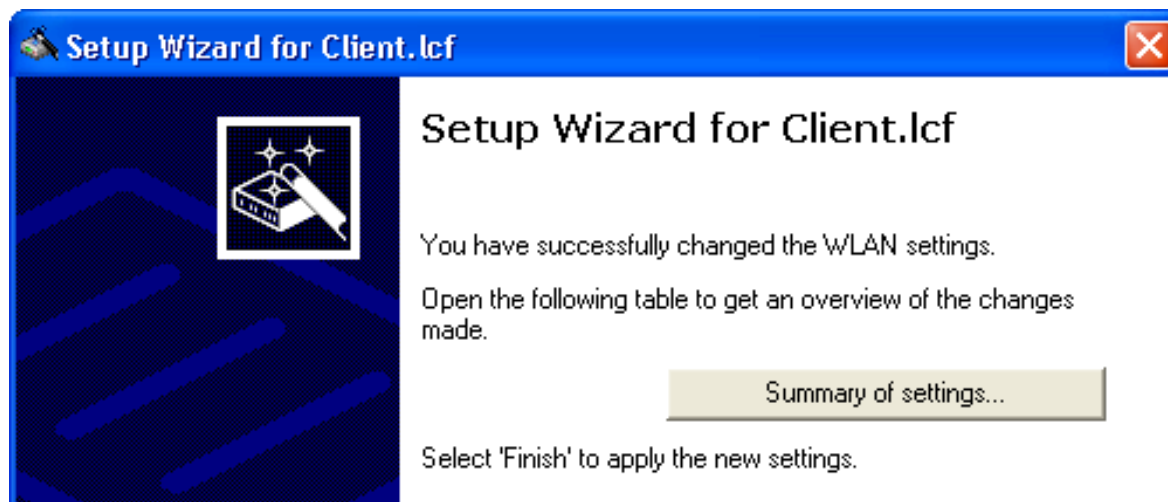 Setup Wizard for Client.lcf
Setup Wizard for Client.lcf
You have successfully changed the WLAN settings.
Open the following table to get an overview of the changes
made.
Summary of settings...
Select 'Finish' to apply the new settings.